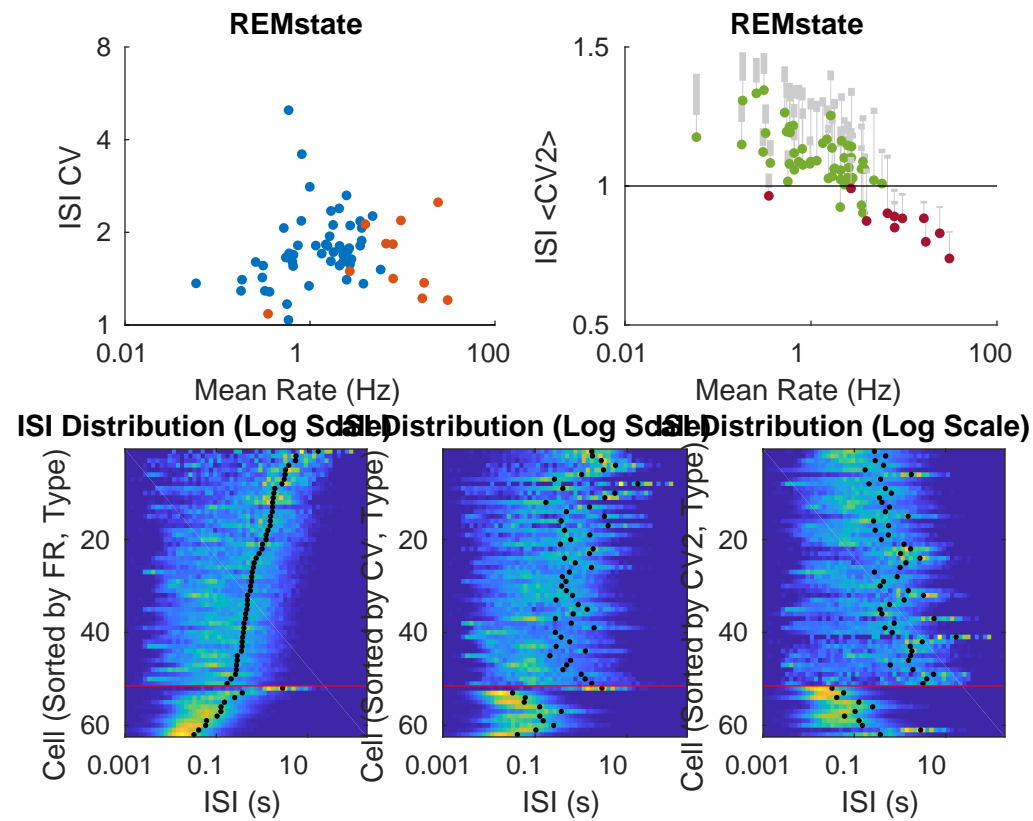 REMstate
8
4
2
1
0.01
1
100
ISI CV
Mean Rate (Hz)
REMstate
1.5
1
0.5
0.01
1
100
ISI <CV2>
Mean Rate (Hz)
ISI Distribution (Log Scale)
20
40
60
0.001
0.1
10
Cell (Sorted by FR, Type)
ISI (s)
ISI Distribution (Log Scale)
20
40
60
0.001
0.1
10
Cell (Sorted by CV, Type)
ISI (s)
ISI Distribution (Log Scale)
20
40
60
0.001
0.1
10
Cell (Sorted by CV2, Type)
ISI (s)